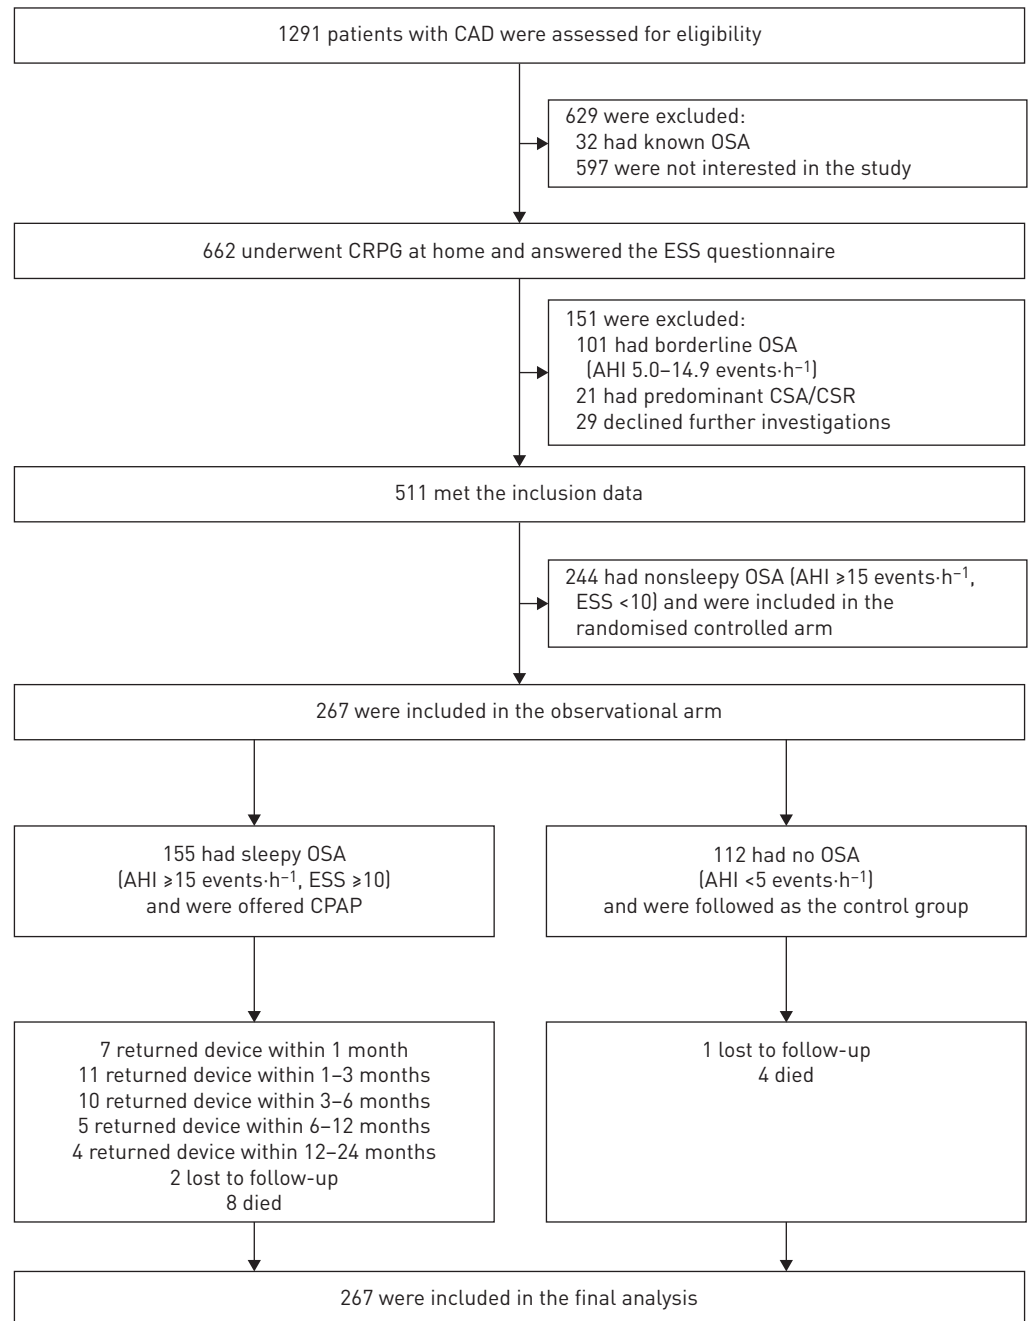 1291 patients with CAD were assessed for eligibility
629 were excluded:
32 had known OSA
597 were not interested in the study
662 underwent CRPG at home and answered the ESS questionnaire
151 were excluded:
101 had borderline OSA
(AHI 5.0–14.9 events·h⁻¹)
21 had predominant CSA/CSR
29 declined further investigations
511 met the inclusion data
244 had nonsleepy OSA (AHI ⩾15 events·h⁻¹,
ESS <10) and were included in the
randomised controlled arm
267 were included in the observational arm
155 had sleepy OSA
(AHI ⩾15 events·h⁻¹, ESS ⩾10)
and were offered CPAP
112 had no OSA
(AHI <5 events·h⁻¹)
and were followed as the control group
7 returned device within 1 month
11 returned device within 1–3 months
10 returned device within 3–6 months
5 returned device within 6–12 months
4 returned device within 12–24 months
2 lost to follow-up
8 died
1 lost to follow-up
4 died
267 were included in the final analysis